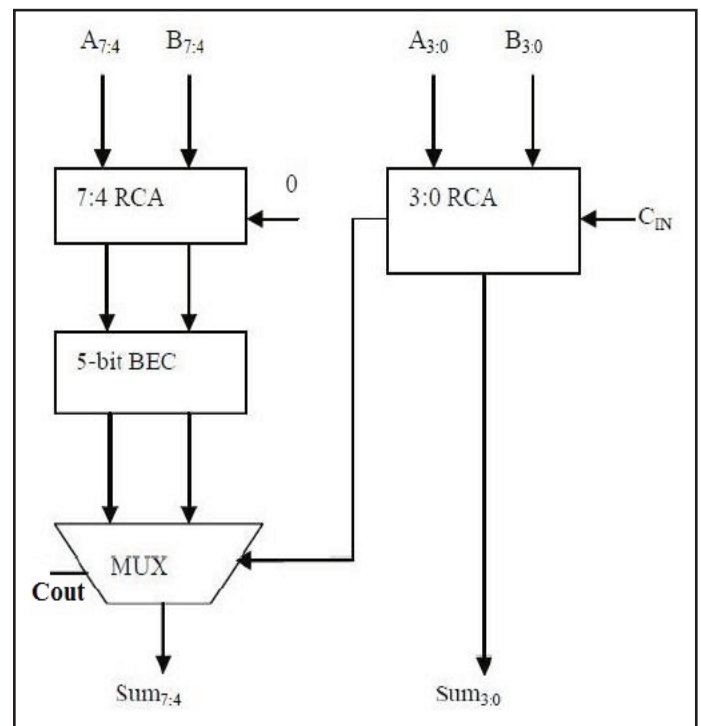 A7:4 B7:4 A3:0 B3:0
7:4 RCA 0 3:0 RCA CIN
5-bit BEC
MUX
Cout
Sum7:4 Sum3:0